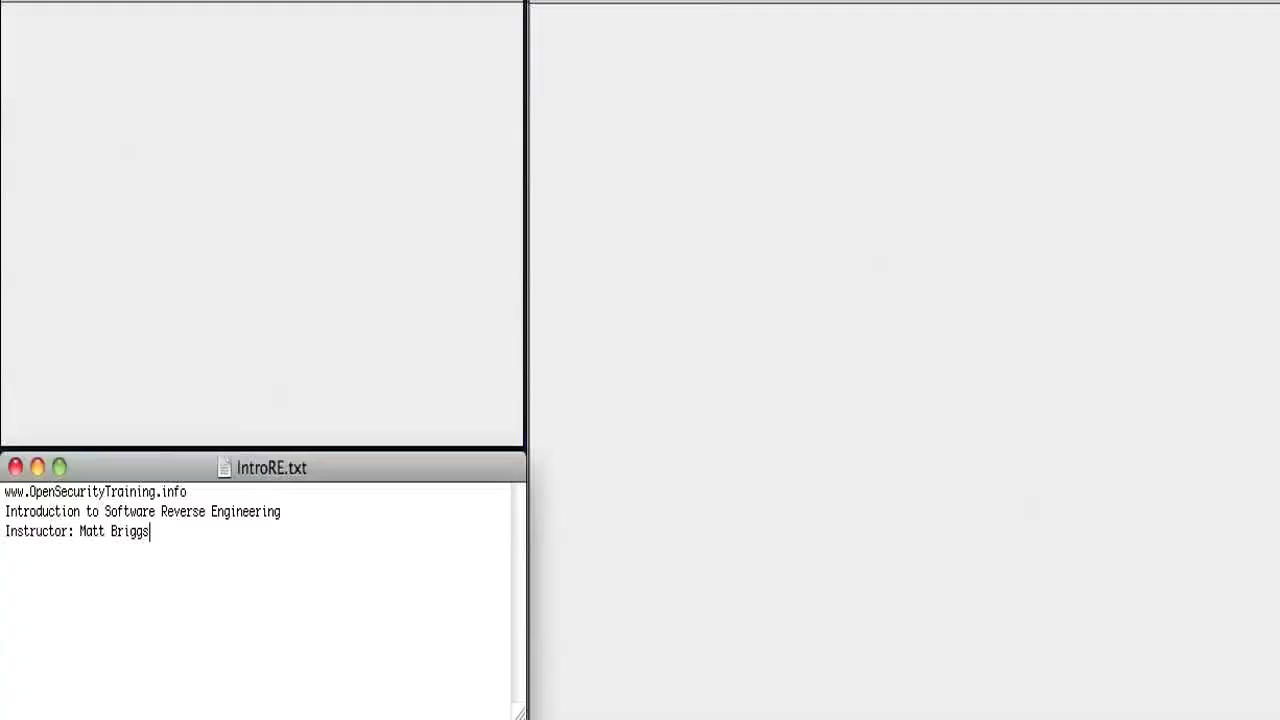 IntroRE.txt
www.OpenSecurityTraining.info
Introduction to Software Reverse Engineering
Instructor: Matt Briggs